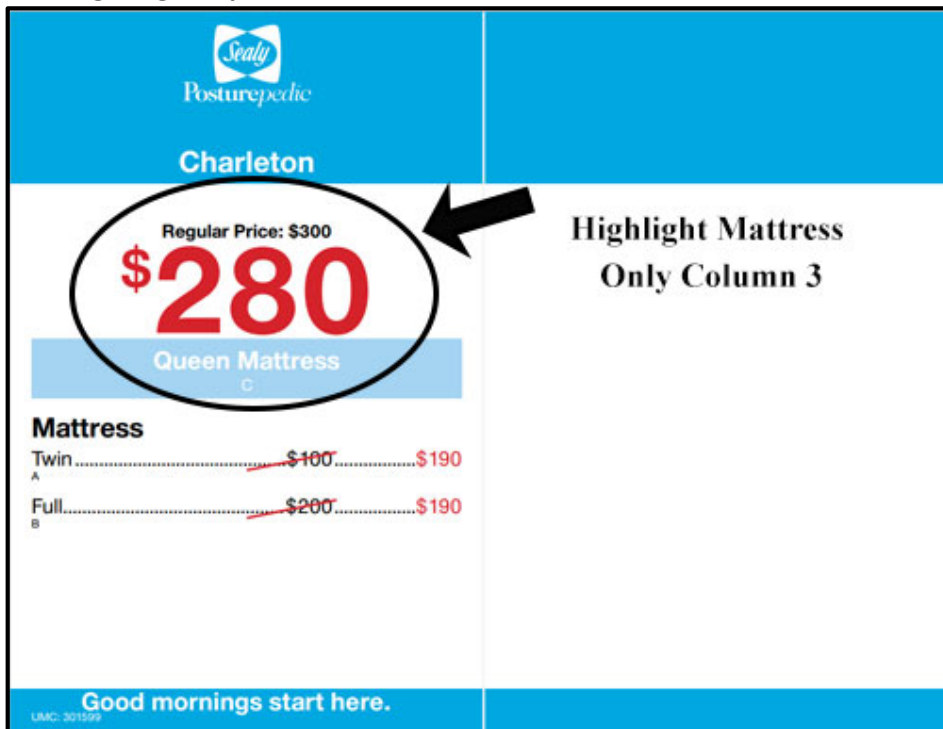 Sealy
Posturepedic
Charleton
Regular Price: $300
$280
Queen Mattress
C
Mattress
Twin....................................................$100....................$190
A
Full......................................................$200....................$190
B
Good mornings start here.
UMC: 301599
Highlight Mattress
Only Column 3